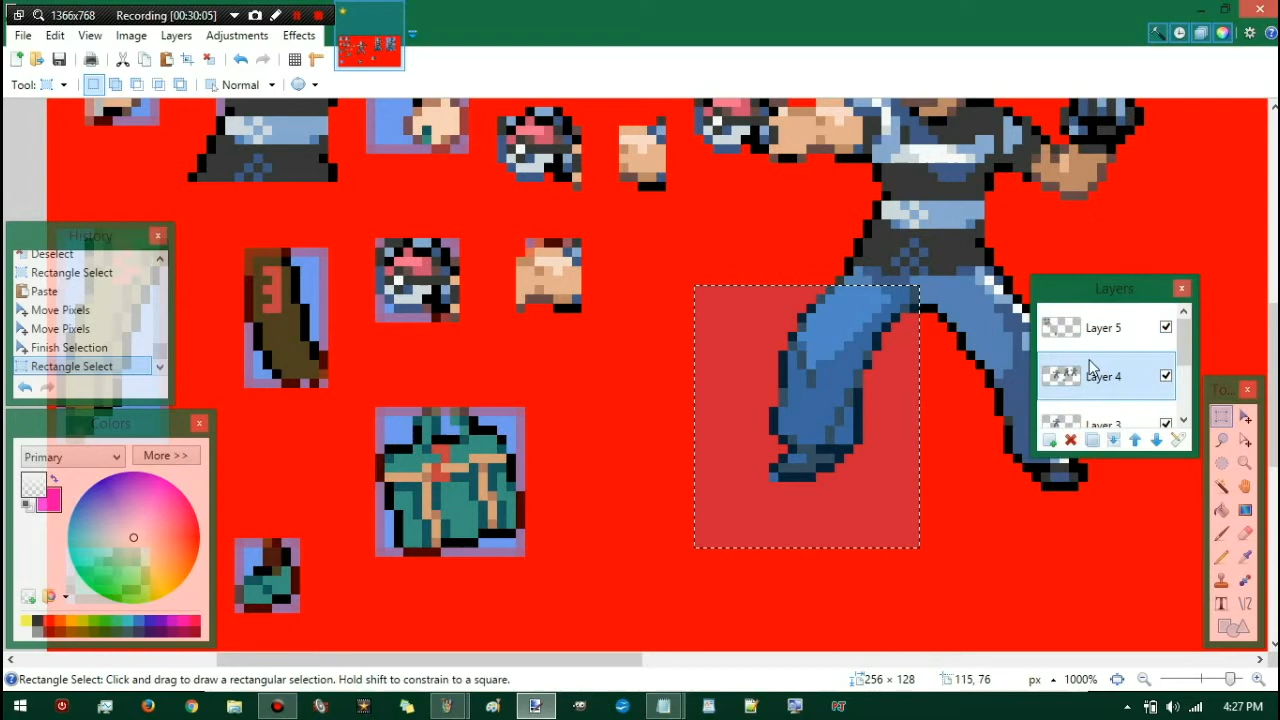 1366x768 Recording [00:30:05]
File Edit View Image Layers Adjustments Effects
Tool: Normal
History
Deselect
Rectangle Select
Paste
Move Pixels
Move Pixels
Finish Selection
Rectangle Select
Colors
Primary More >>
Layers
Layer 5
Layer 4
Layer 3
To...
Rectangle Select: Click and drag to draw a rectangular selection. Hold shift to constrain to a square. 256 × 128 115, 76 px 1000%
4:27 PM